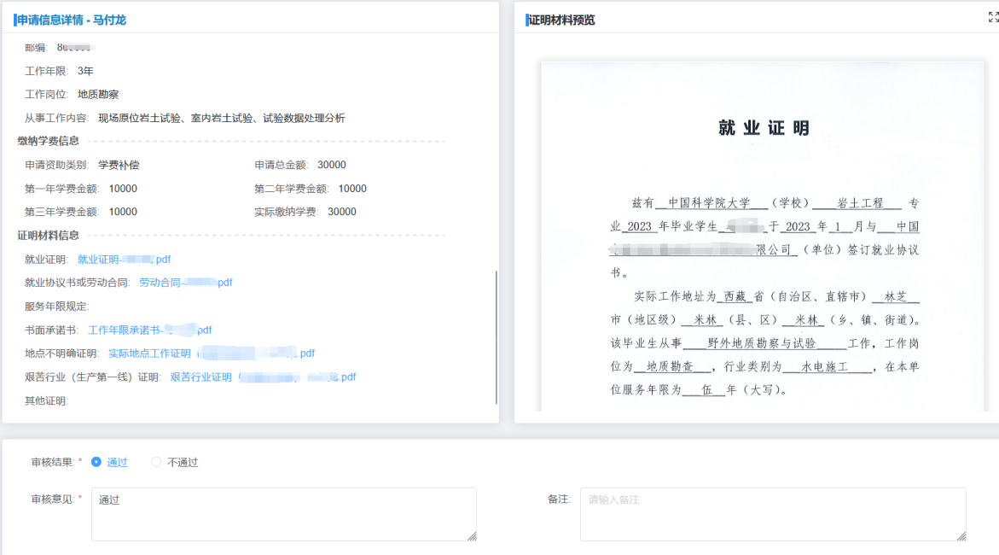 申请信息详情 - 马付龙
邮编:
工作年限: 3年
工作岗位: 地质勘察
从事工作内容: 现场原位岩土试验、室内岩土试验、试验数据处理分析
缴纳学费信息
申请资助类别: 学费补偿 申请总金额: 30000
第一年学费金额: 10000 第二年学费金额: 10000
第三年学费金额: 10000 实际缴纳学费: 30000
证明材料信息
就业证明: 就业证明- .pdf
就业协议书或劳动合同: 劳动合同- pdf
服务年限规定:
书面承诺书: 工作年限承诺书- pdf
地点不明确证明: 实际地点工作证明 ( .pdf
艰苦行业（生产第一线）证明: 艰苦行业证明 ( .pdf
其他证明:
证明材料预览
就业证明
兹有 中国科学院大学 （学校） 岩土工程 专
业 2023 年毕业学生 于 2023 年 1 月与 中国
限公司 （单位）签订就业协议
书。
实际工作地址为 西藏 省（自治区、直辖市） 林芝
市（地区级） 米林 （县、区） 米林 （乡、镇、街道）。
该毕业生从事 野外地质勘察与试验 工作，工作岗
位为 地质勘查 ，行业类别为 水电施工 ，在本单
位服务年限为 伍 年（大写）。
审核结果: * 通过 不通过
审核意见: * 通过 备注: 请输入备注